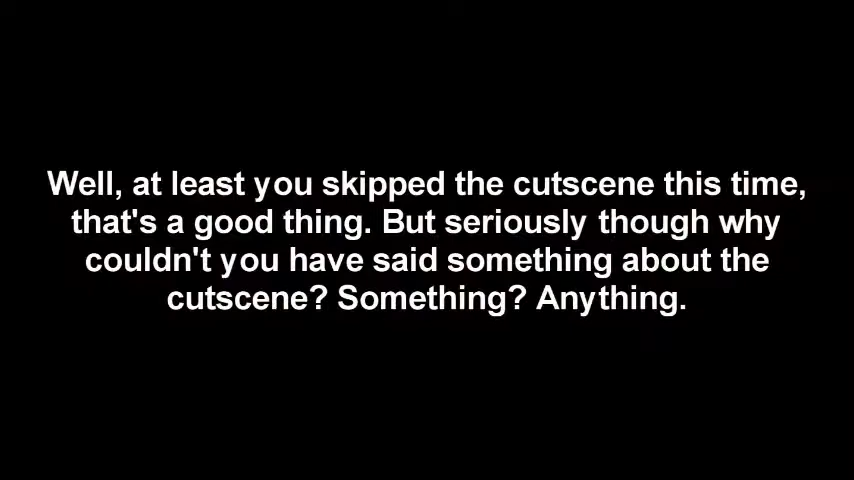 Well, at least you skipped the cutscene this time,
that's a good thing. But seriously though why
couldn't you have said something about the
cutscene? Something? Anything.